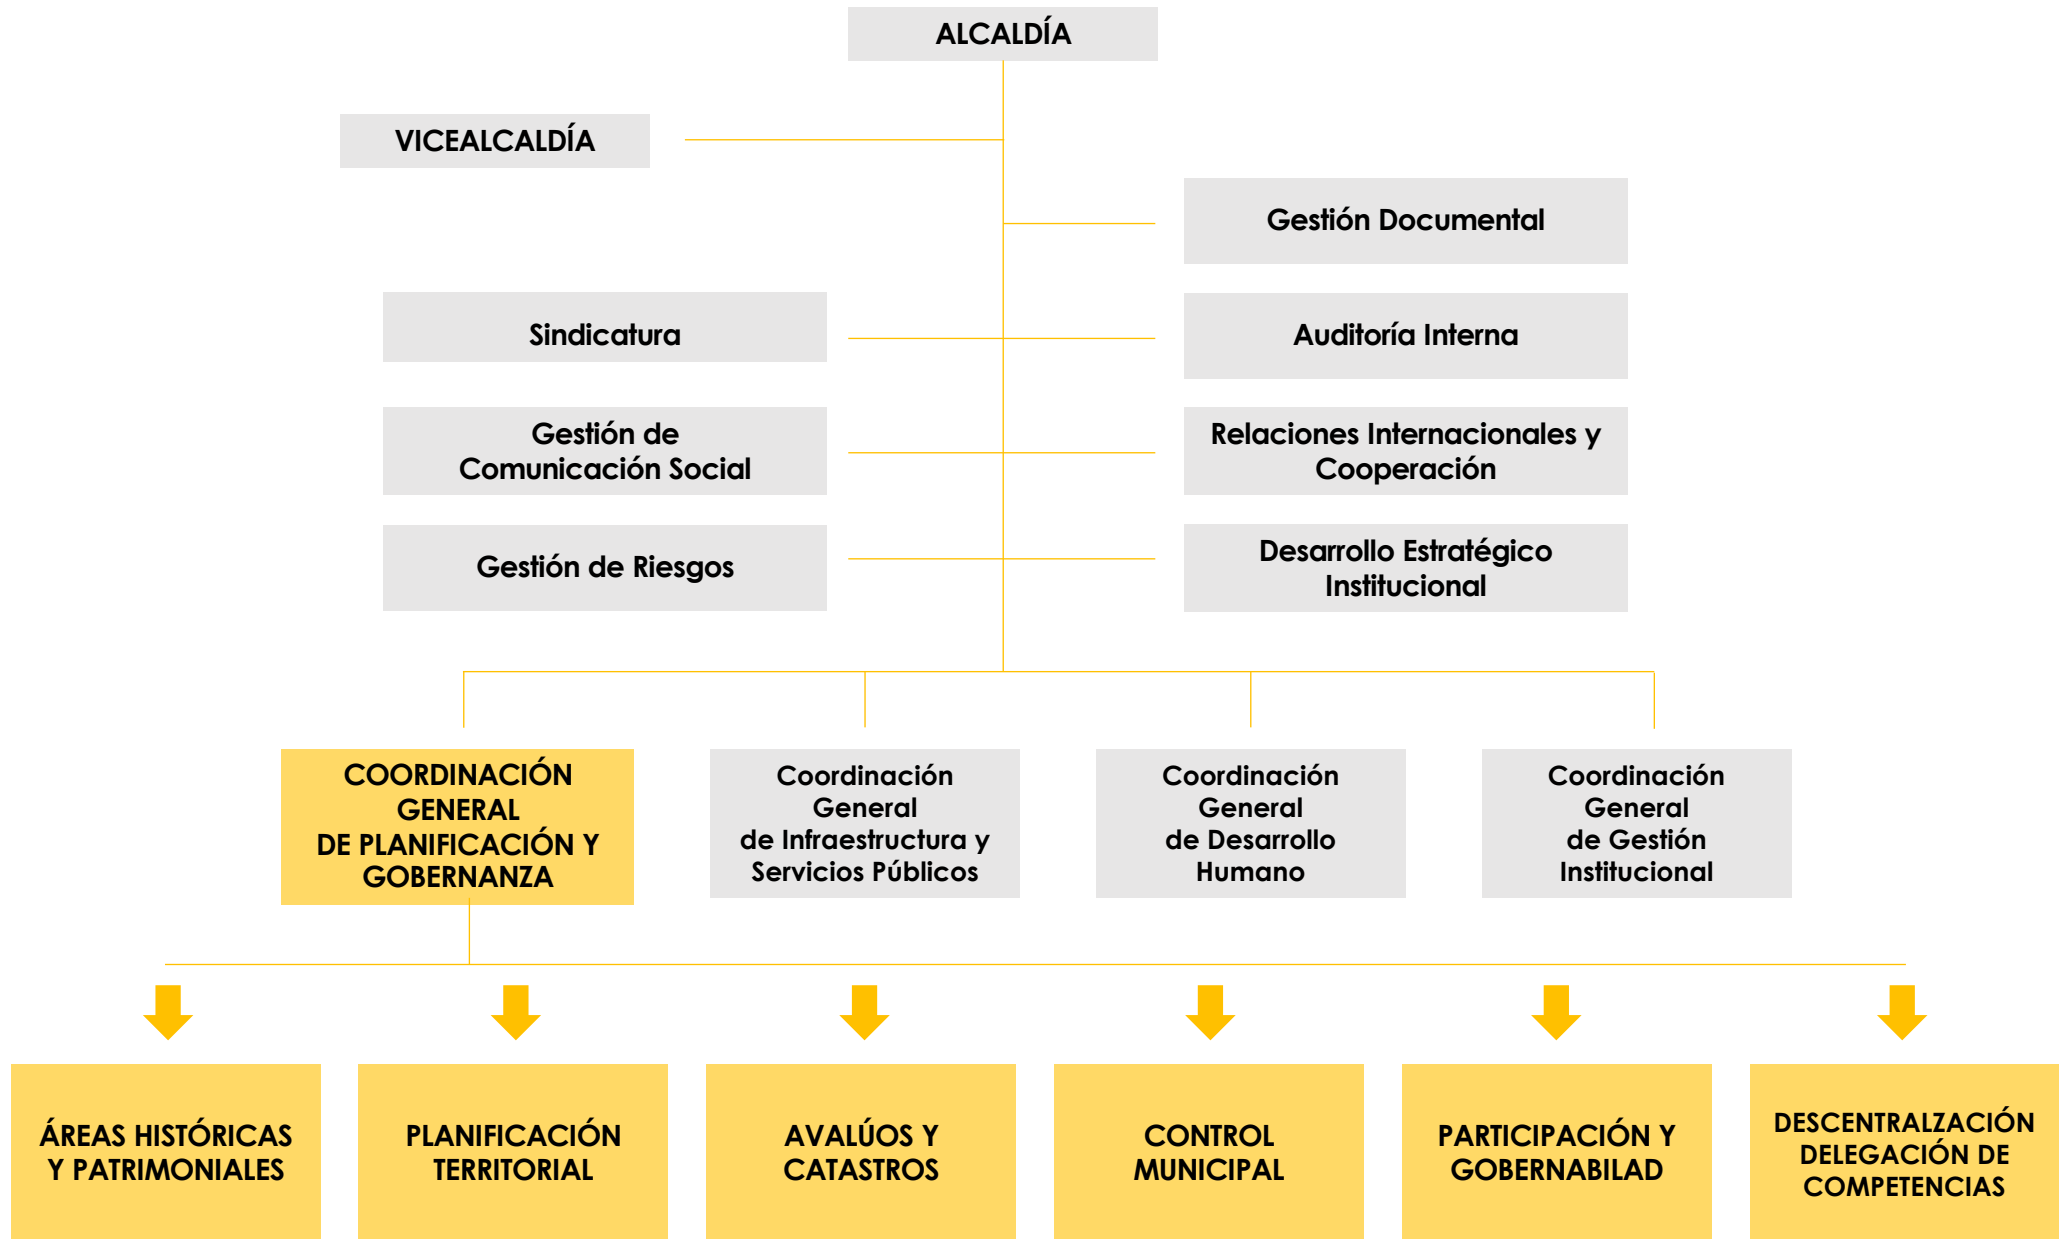 ALCALDÍA
VICEALCALDÍA
Gestión Documental
Sindicatura
Auditoría Interna
Gestión de
Comunicación Social
Relaciones Internacionales y
Cooperación
Gestión de Riesgos
Desarrollo Estratégico
Institucional
COORDINACIÓN
GENERAL
DE PLANIFICACIÓN Y
GOBERNANZA
Coordinación
General
de Infraestructura y
Servicios Públicos
Coordinación
General
de Desarrollo
Humano
Coordinación
General
de Gestión
Institucional
ÁREAS HISTÓRICAS
Y PATRIMONIALES
PLANIFICACIÓN
TERRITORIAL
AVALÚOS Y
CATASTROS
CONTROL
MUNICIPAL
PARTICIPACIÓN Y
GOBERNABILAD
DESCENTRALZACIÓN
DELEGACIÓN DE
COMPETENCIAS